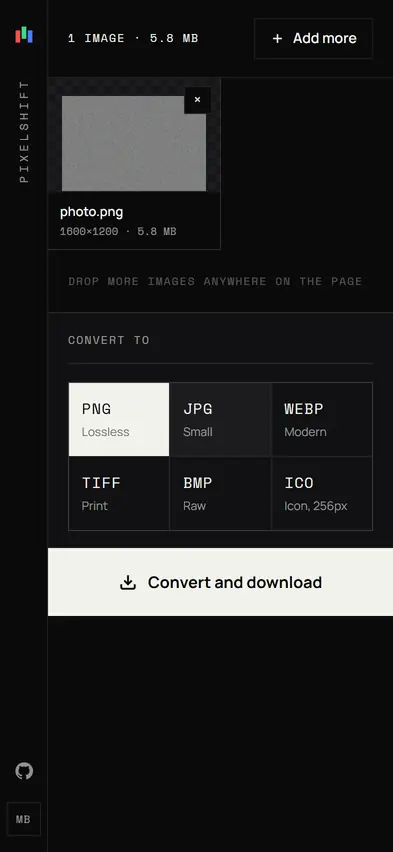 PIXELSHIFT
1 IMAGE · 5.8 MB
+ Add more
×
photo.png
1600×1200 · 5.8 MB
DROP MORE IMAGES ANYWHERE ON THE PAGE
CONVERT TO
PNG
Lossless
JPG
Small
WEBP
Modern
TIFF
Print
BMP
Raw
ICO
Icon, 256px
Convert and download
MB